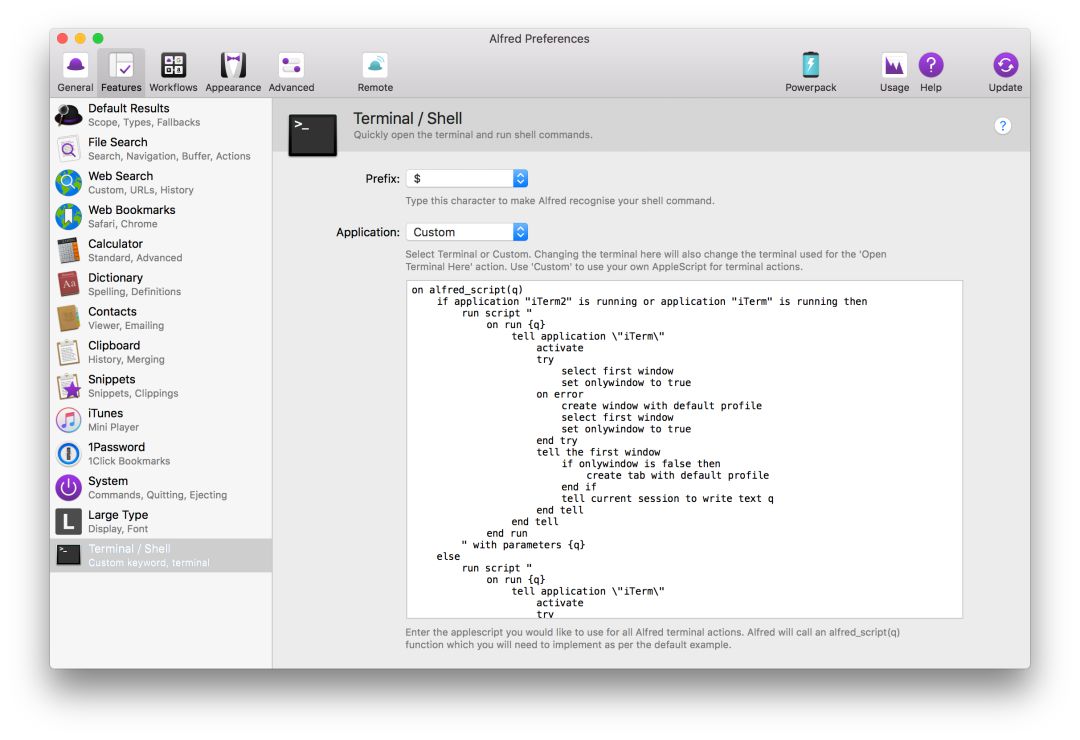 Alfred Preferences
General Features Workflows Appearance Advanced Remote Powerpack Usage Help Update
Default Results
Scope, Types, Fallbacks
File Search
Search, Navigation, Buffer, Actions
Web Search
Custom, URLs, History
Web Bookmarks
Safari, Chrome
Calculator
Standard, Advanced
Dictionary
Spelling, Definitions
Contacts
Viewer, Emailing
Clipboard
History, Merging
Snippets
Snippets, Clippings
iTunes
Mini Player
1Password
1Click Bookmarks
System
Commands, Quitting, Ejecting
L
Large Type
Display, Font
>_
Terminal / Shell
Custom keyword, terminal
>_
Terminal / Shell
Quickly open the terminal and run shell commands.
?
Prefix: $
Type this character to make Alfred recognise your shell command.
Application: Custom
Select Terminal or Custom. Changing the terminal here will also change the terminal used for the 'Open
Terminal Here' action. Use 'Custom' to use your own AppleScript for terminal actions.
on alfred_script(q)
if application "iTerm2" is running or application "iTerm" is running then
run script "
on run {q}
tell application \"iTerm\"
activate
try
select first window
set onlywindow to true
on error
create window with default profile
select first window
set onlywindow to true
end try
tell the first window
if onlywindow is false then
create tab with default profile
end if
tell current session to write text q
end tell
end tell
end run
" with parameters {q}
else
run script "
on run {q}
tell application \"iTerm\"
activate
try
Enter the applescript you would like to use for all Alfred terminal actions. Alfred will call an alfred_script(q)
function which you will need to implement as per the default example.